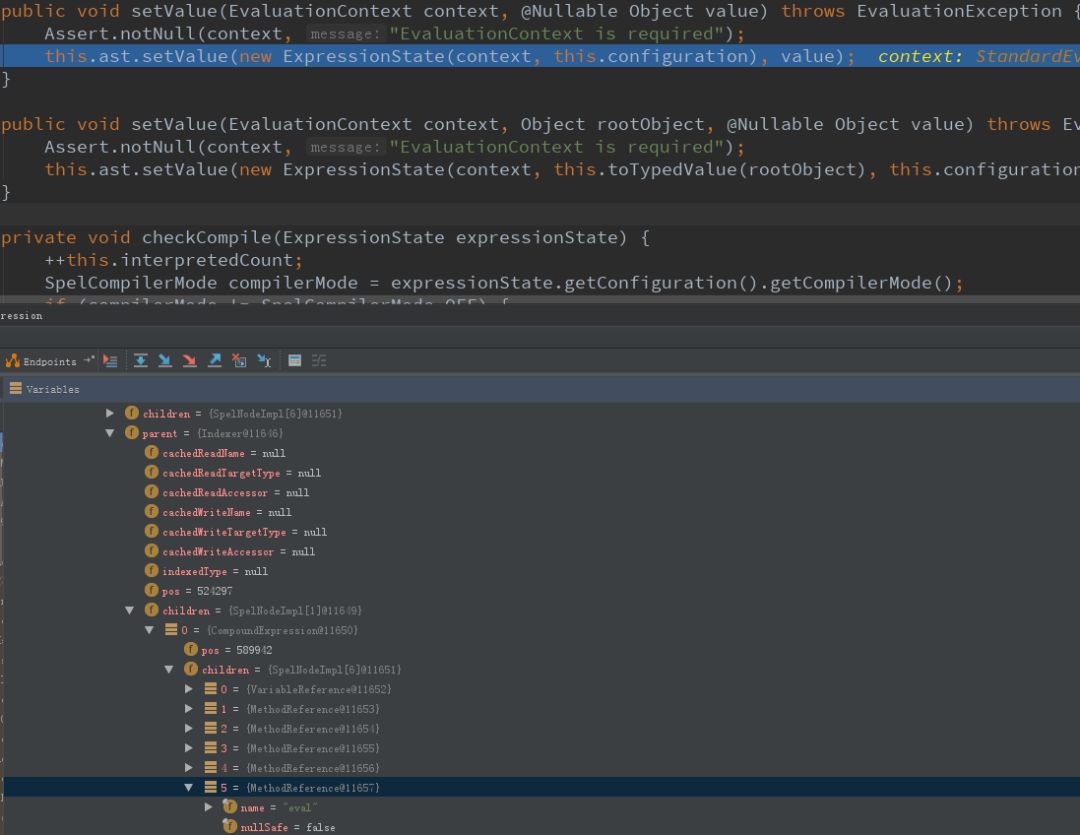 public void setValue(EvaluationContext context, @Nullable Object value) throws EvaluationException {
Assert.notNull(context, message: "EvaluationContext is required");
this.ast.setValue(new ExpressionState(context, this.configuration), value); context: StandardEv
}
public void setValue(EvaluationContext context, Object rootObject, @Nullable Object value) throws Ev
Assert.notNull(context, message: "EvaluationContext is required");
this.ast.setValue(new ExpressionState(context, this.toTypedValue(rootObject), this.configuration
}
private void checkCompile(ExpressionState expressionState) {
++this.interpretedCount;
SpelCompilerMode compilerMode = expressionState.getConfiguration().getCompilerMode();
if (compilerMode != SpelCompilerMode.OFF) {
ression
Endpoints
Variables
children = {SpelNodeImpl[6]@11651}
parent = {Indexer@11646}
cachedReadName = null
cachedReadTargetType = null
cachedReadAccessor = null
cachedWriteName = null
cachedWriteTargetType = null
cachedWriteAccessor = null
indexedType = null
pos = 524297
children = {SpelNodeImpl[1]@11649}
0 = {CompoundExpression@11650}
pos = 589942
children = {SpelNodeImpl[6]@11651}
0 = {VariableReference@11652}
1 = {MethodReference@11653}
2 = {MethodReference@11654}
3 = {MethodReference@11655}
4 = {MethodReference@11656}
5 = {MethodReference@11657}
name = "eval"
nullSafe = false